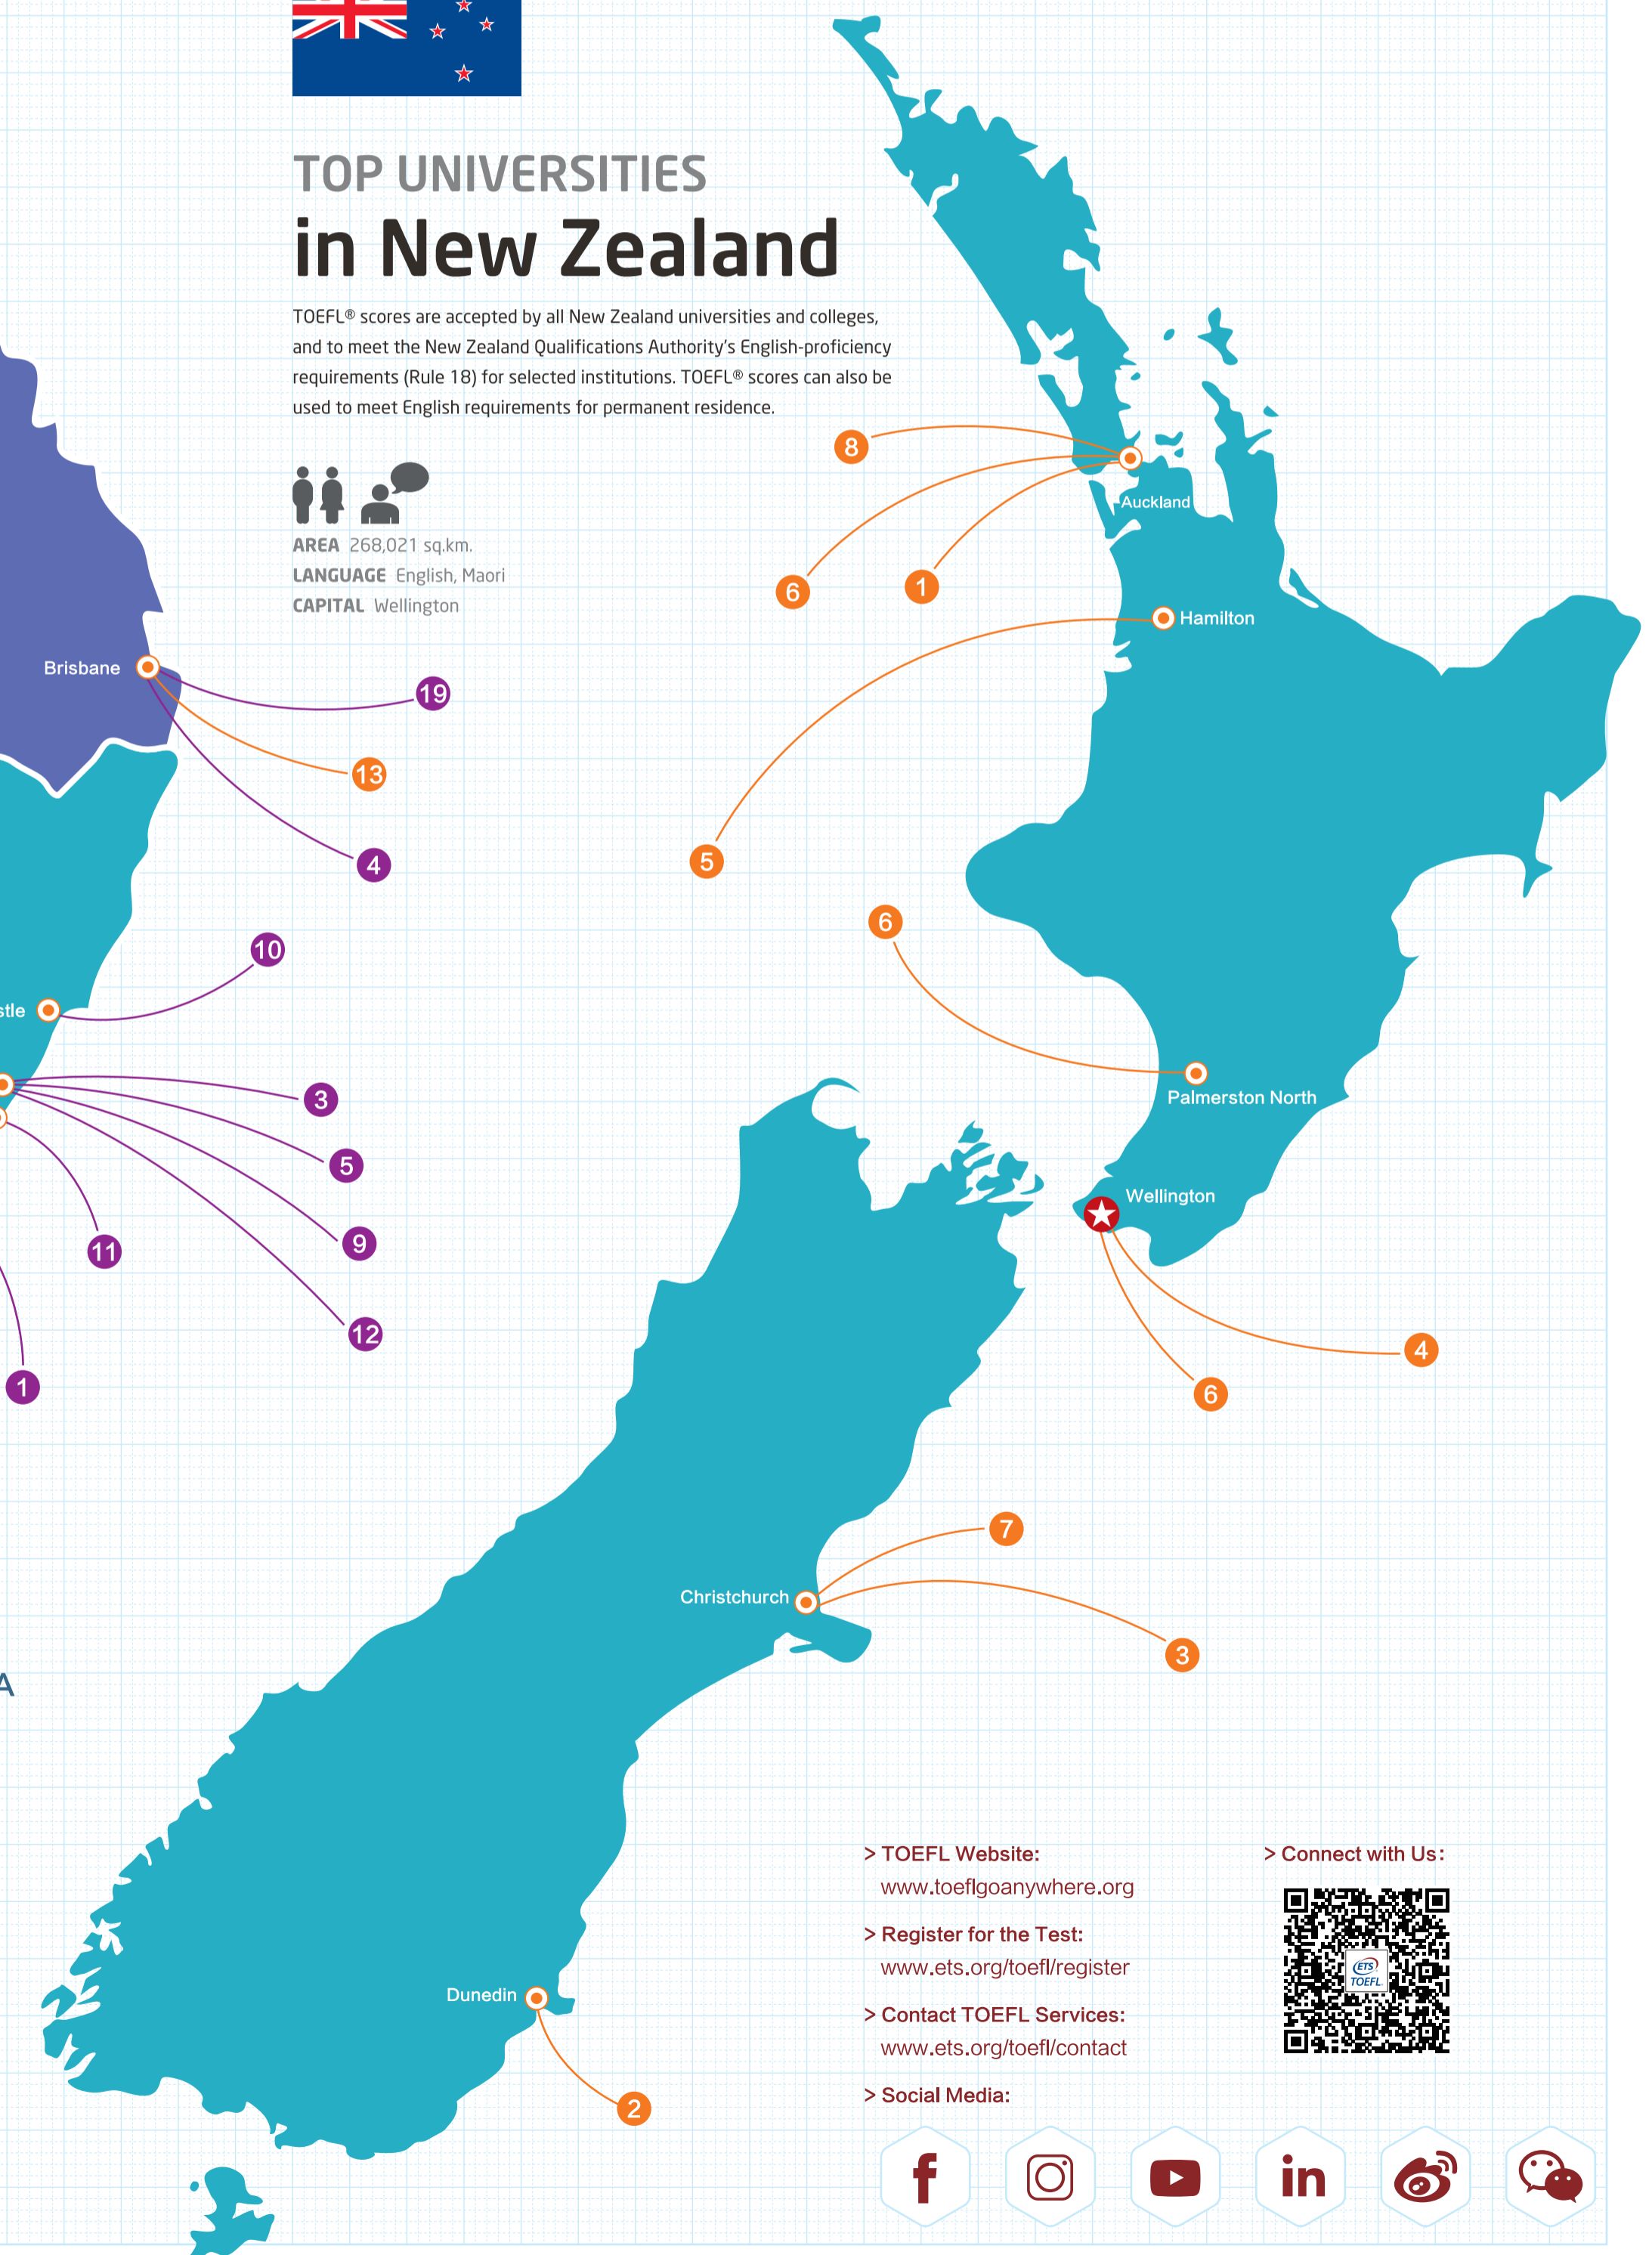 TOP UNIVERSITIES
in New Zealand
TOEFL® scores are accepted by all New Zealand universities and colleges,
and to meet the New Zealand Qualifications Authority's English-proficiency
requirements (Rule 18) for selected institutions. TOEFL® scores can also be
used to meet English requirements for permanent residence.
AREA 268,021 sq.km.
LANGUAGE English, Maori
CAPITAL Wellington
8
6
1
Auckland
Hamilton
5
6
Palmerston North
Wellington
4
6
7
Christchurch
3
Dunedin
2
Brisbane
19
13
4
10
stle
3
5
9
11
12
1
A
> TOEFL Website:
www.toeflgoanywhere.org
> Register for the Test:
www.ets.org/toefl/register
> Contact TOEFL Services:
www.ets.org/toefl/contact
> Social Media:
> Connect with Us:
ETS
TOEFL
f
in